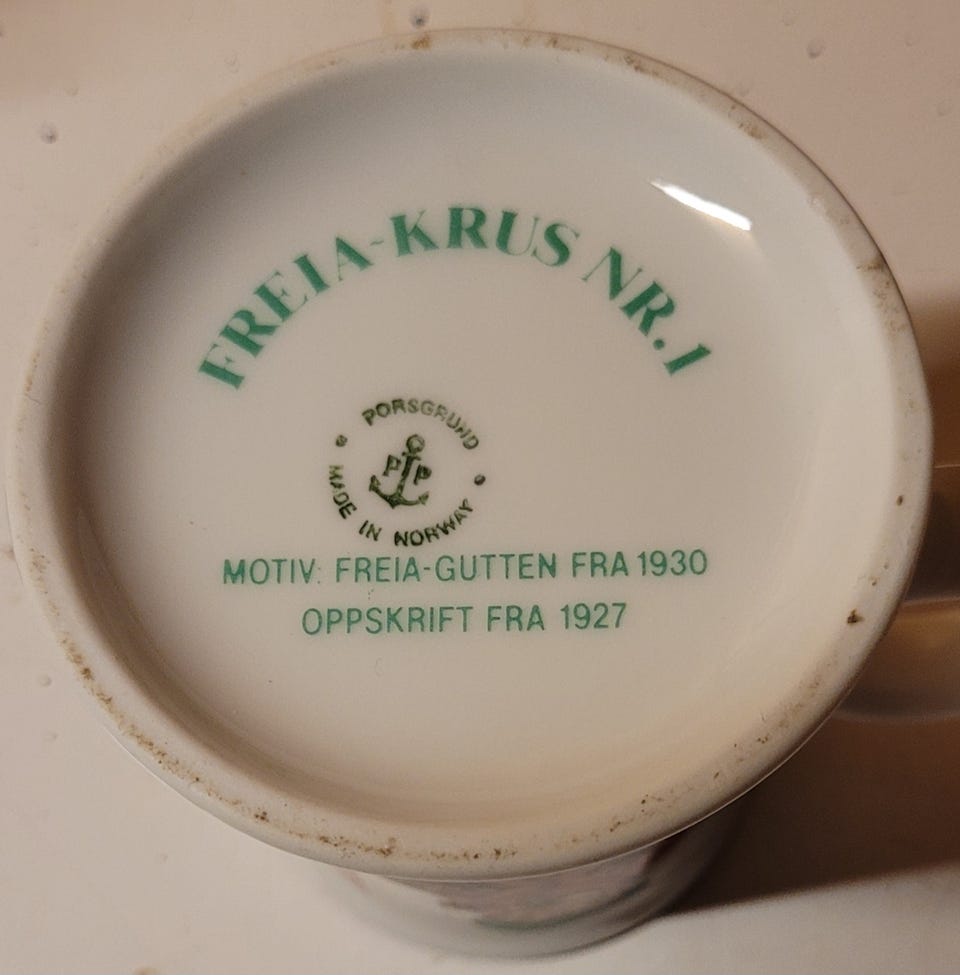 FREIA-KRUS NR.1
PORSGRUND
PP
MADE IN NORWAY
MOTIV: FREIA-GUTTEN FRA 1930
OPPSKRIFT FRA 1927